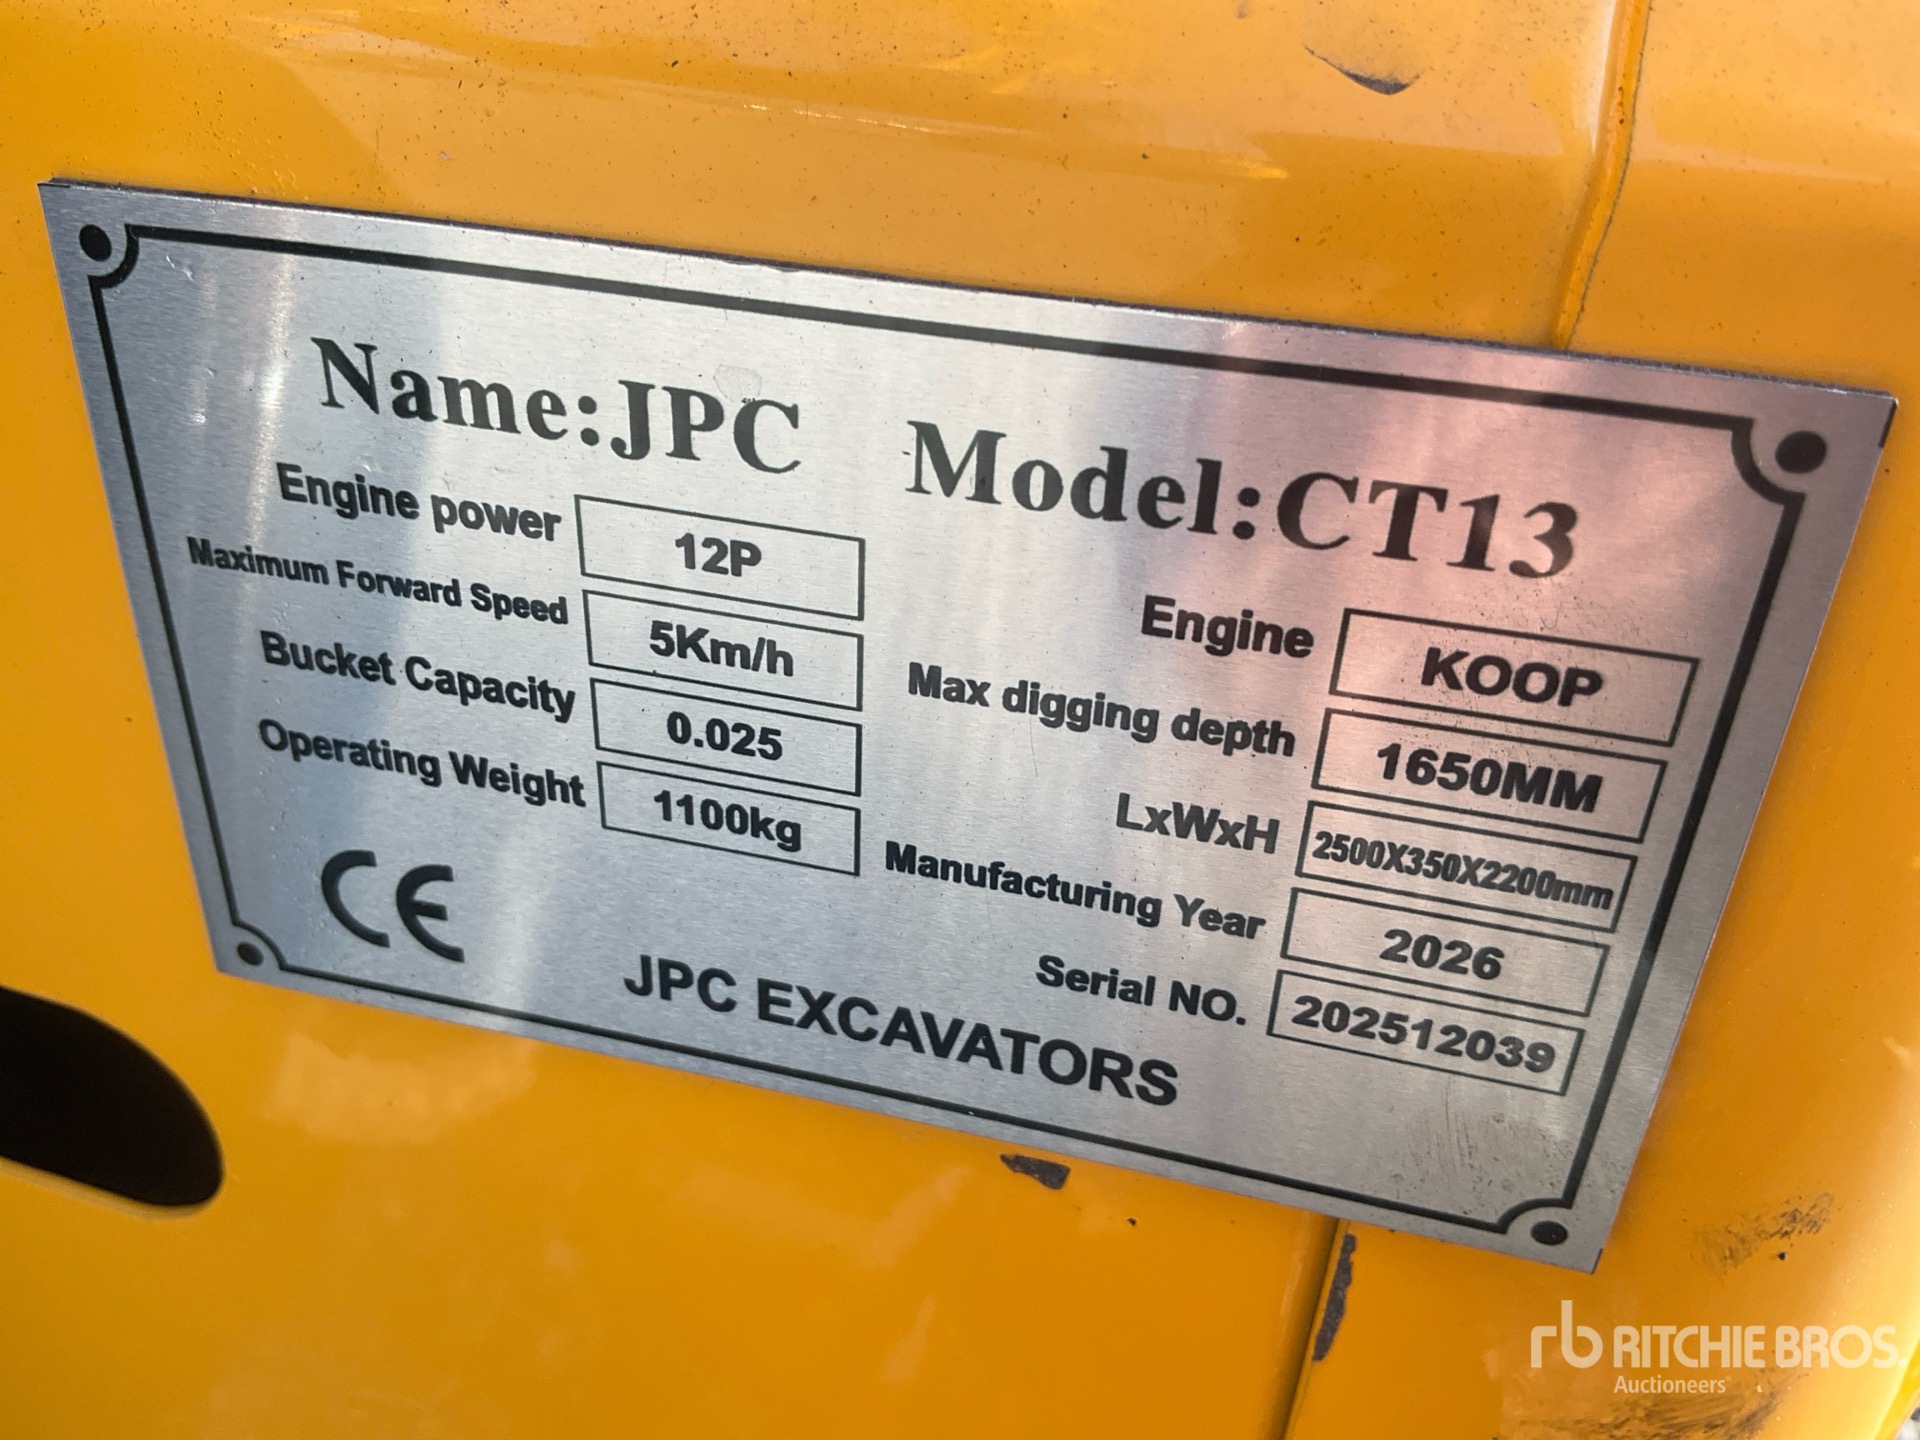 Name:JPC Model:CT13
Engine power 12P
Maximum Forward Speed 5Km/h
Bucket Capacity 0.025
Operating Weight 1100kg
Engine KOOP
Max digging depth 1650MM
LxWxH 2500X350X2200mm
Manufacturing Year 2026
Serial NO. 202512039
CE
JPC EXCAVATORS
rb RITCHIE BROS.
Auctioneers